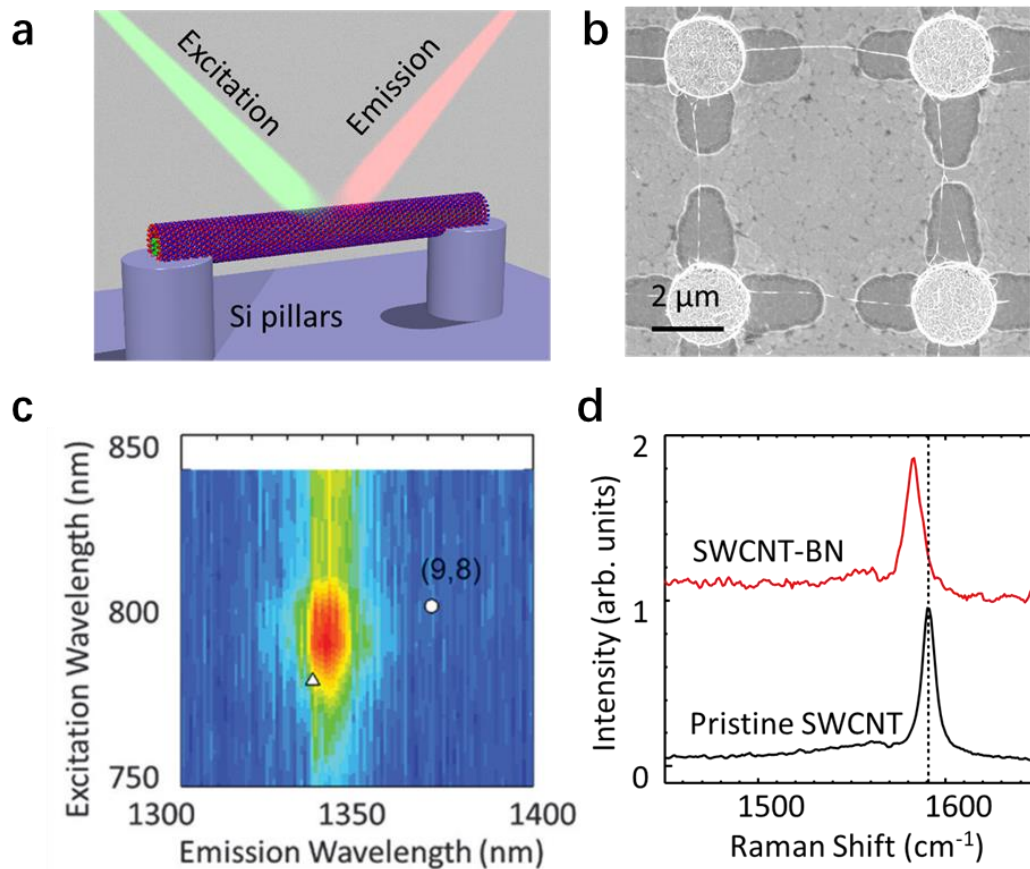 a
Excitation
Emission
Si pillars
b
2 μm
c
Excitation Wavelength (nm)
850
800
750
(9,8)
1300
1350
1400
Emission Wavelength (nm)
d
Intensity (arb. units)
2
1
0
SWCNT-BN
Pristine SWCNT
1500
1600
Raman Shift (cm⁻¹)